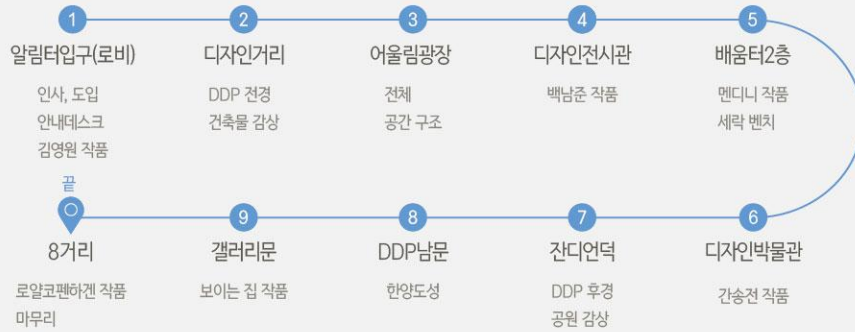 1
알림터입구(로비)
인사, 도입
안내데스크
김영원 작품
2
디자인거리
DDP 전경
건축물 감상
3
어울림광장
전체
공간 구조
4
디자인전시관
백남준 작품
5
배움터2층
멘디니 작품
세락 벤치
6
디자인박물관
간송전 작품
7
잔디언덕
DDP 후경
공원 감상
8
DDP남문
한양도성
9
갤러리문
보이는 집 작품
끝
8거리
로얄코펜하겐 작품
마무리